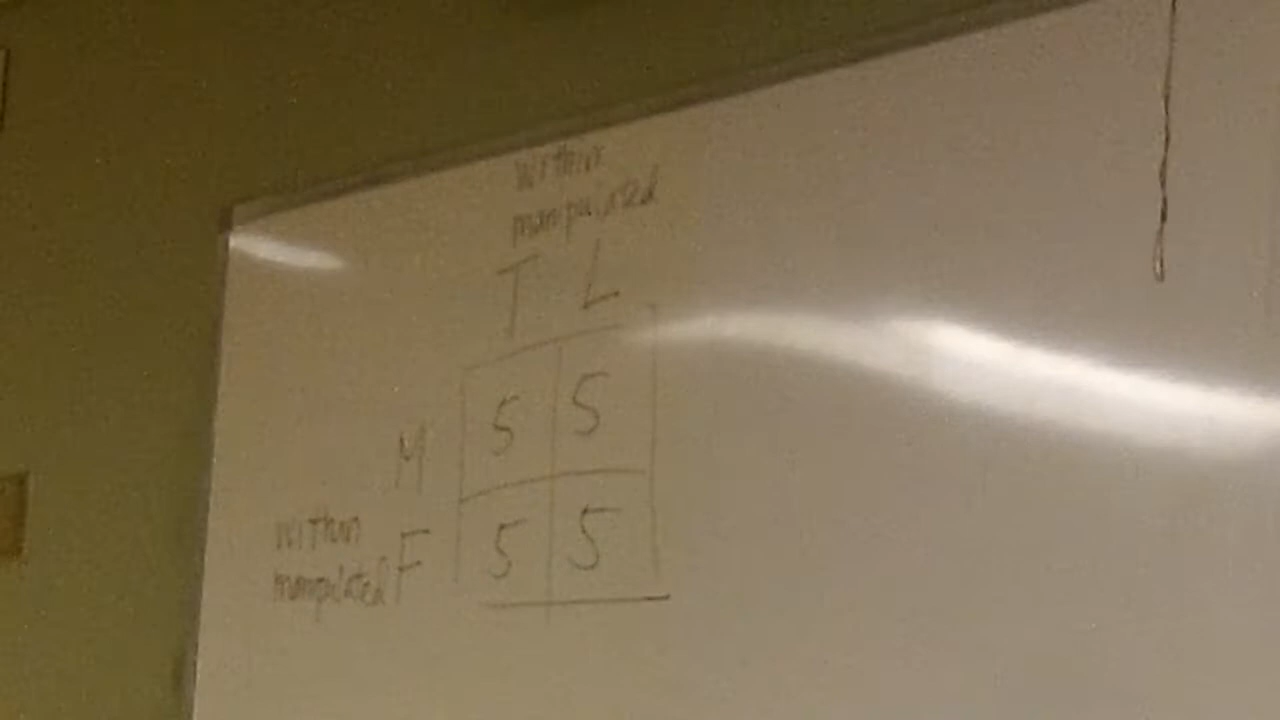 within
manipulated
T L
M 5 5
within
manipulated F 5 5